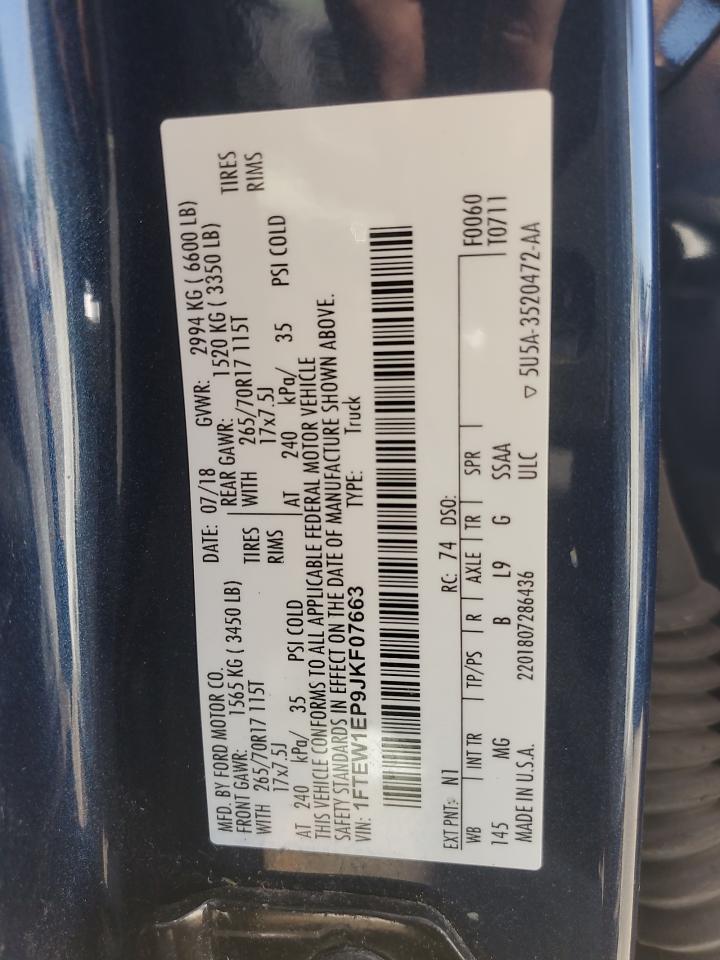 MFD. BY FORD MOTOR CO.
DATE: 07/18 GVWR: 2994 KG ( 6600 LB)
FRONT GAWR: 1565 KG ( 3450 LB) REAR GAWR: 1520 KG ( 3350 LB)
WITH 265/70R17 115T TIRES WITH 265/70R17 115T TIRES
17x7.5J RIMS 17x7.5J RIMS
AT 240 kPa/ 35 PSI COLD AT 240 kPa/ 35 PSI COLD
THIS VEHICLE CONFORMS TO ALL APPLICABLE FEDERAL MOTOR VEHICLE
SAFETY STANDARDS IN EFFECT ON THE DATE OF MANUFACTURE SHOWN ABOVE.
VIN: 1FTEW1EP9JKF07663 TYPE: Truck
EXT PNT: N1 RC: 74 DSO: F0060
WB INT TR TP/PS R AXLE TR SPR T0711
145 MG B L9 G SSAA
MADE IN U.S.A. 2201807286436 ULC ▽ 5U5A-3520472-AA